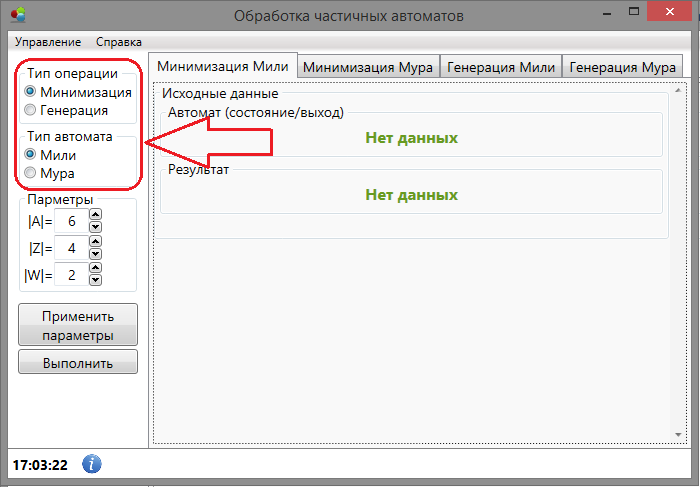 Обработка частичных автоматов
Управление Справка
Тип операции
Минимизация
Генерация
Тип автомата
Мили
Мура
Парметры
|A|= 6
|Z|= 4
|W|= 2
Применить
параметры
Выполнить
Минимизация Мили Минимизация Мура Генерация Мили Генерация Мура
Исходные данные
Автомат (состояние/выход)
Нет данных
Результат
Нет данных
17:03:22 i